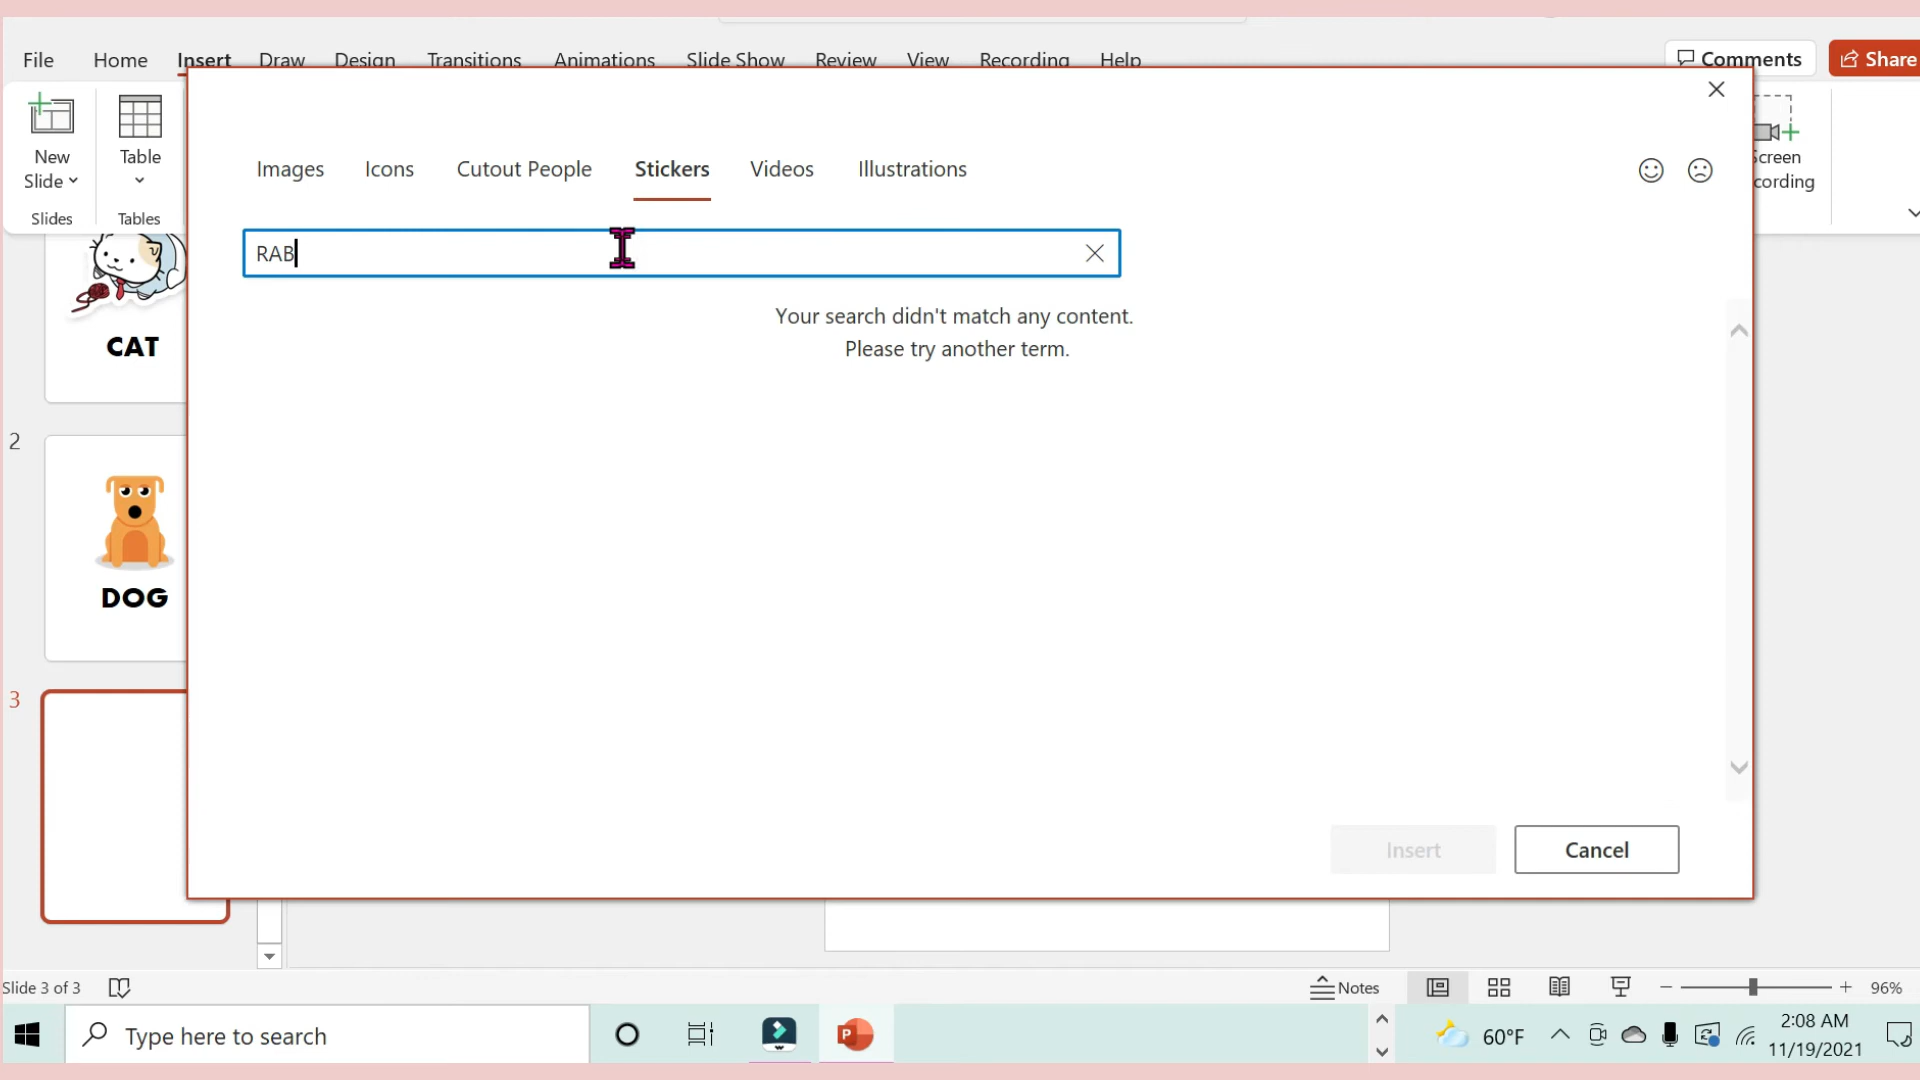 File Home Insert Draw Design Transitions Animations Slide Show Review View Recording Help Comments Share
New Slide
Slides
Table
Tables
Screen
cording
Images Icons Cutout People Stickers Videos Illustrations
RAB
Your search didn't match any content.
Please try another term.
CAT
2
DOG
3
Insert Cancel
Slide 3 of 3
Notes
96%
Type here to search
P
60°F
2:08 AM
11/19/2021